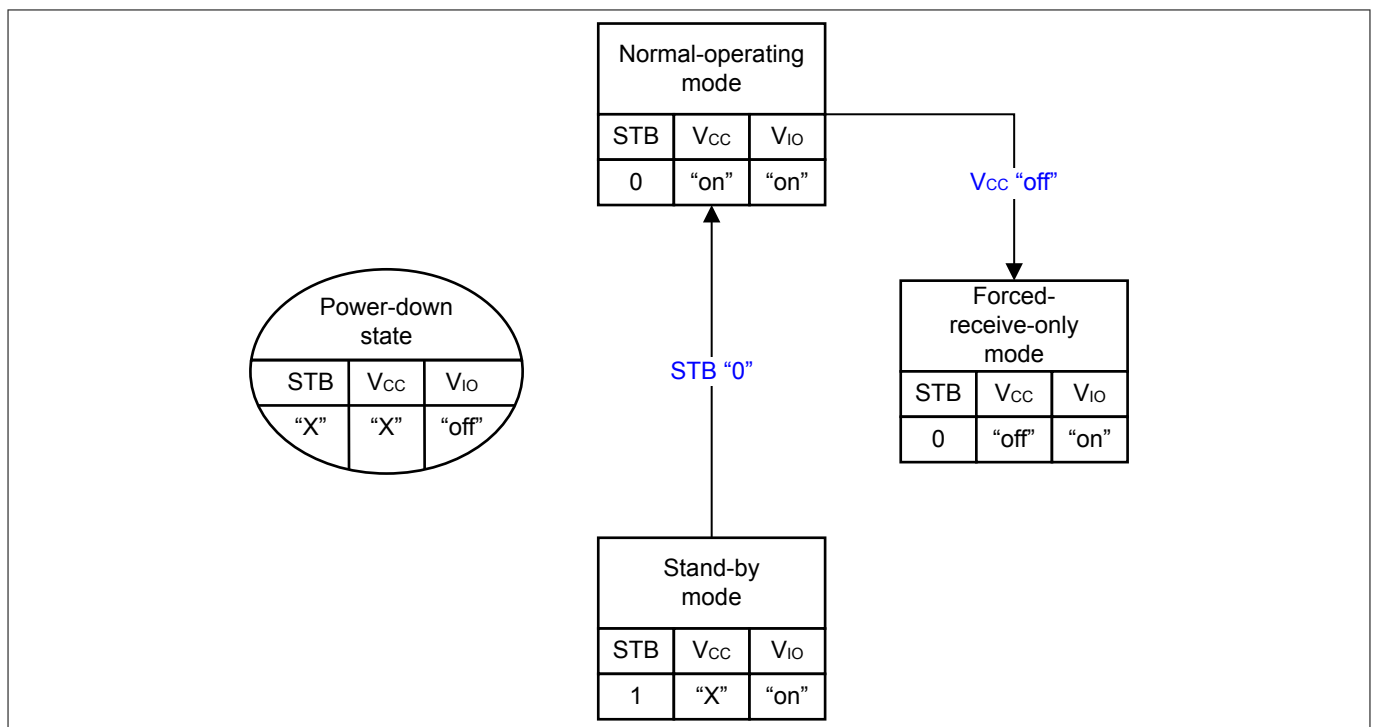 Normal-operating
mode
STB VCC VIO
0 “on” “on”
VCC “off”
Power-down
state
STB VCC VIO
“X” “X” “off”
Forced-
receive-only
mode
STB VCC VIO
0 “off” “on”
STB “0”
Stand-by
mode
STB VCC VIO
1 “X” “on”